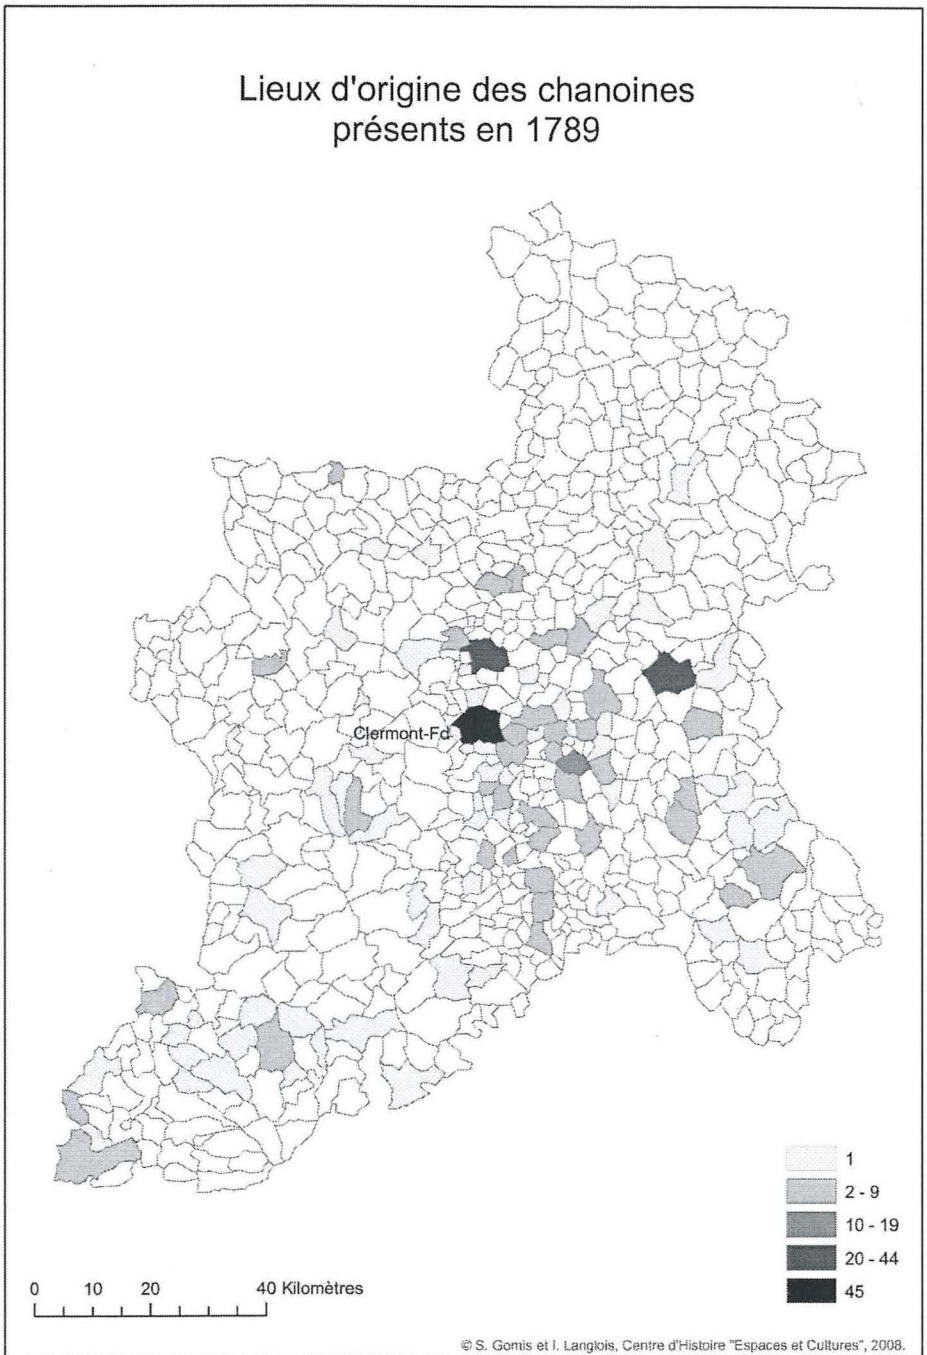 Lieux d'origine des chanoines
présents en 1789
Clermont-Fd
1
2 - 9
10 - 19
20 - 44
45
0 10 20 40 Kilomètres
© S. Gomis et I. Langlois, Centre d'Histoire "Espaces et Cultures", 2008.